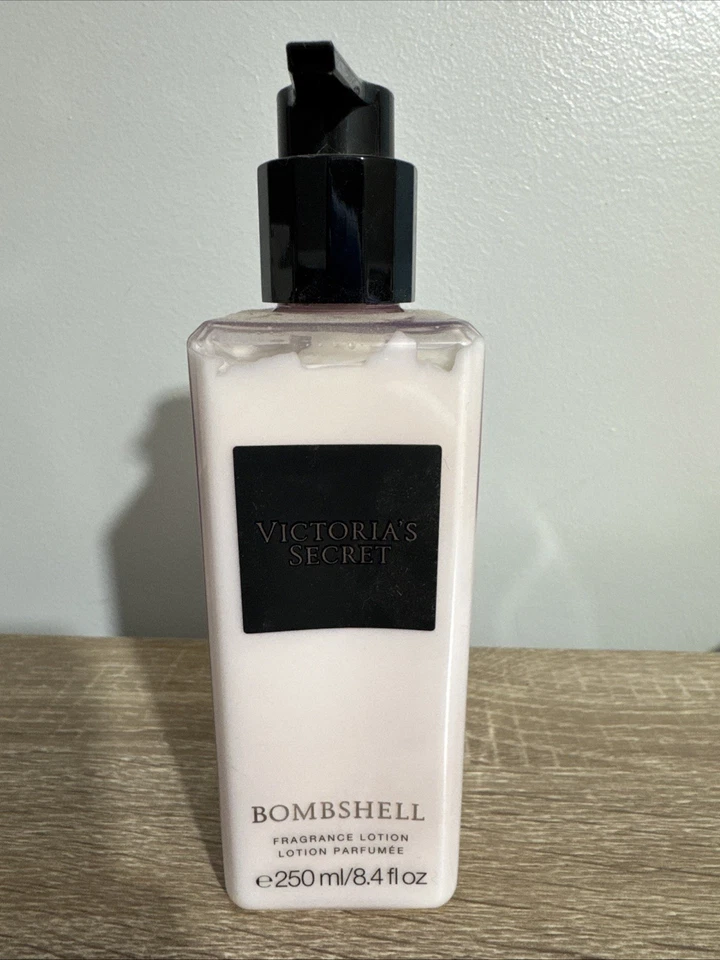 VICTORIA'S
SECRET
BOMBSHELL
FRAGRANCE LOTION
LOTION PARFUMÉE
℮250 ml/8.4 fl oz